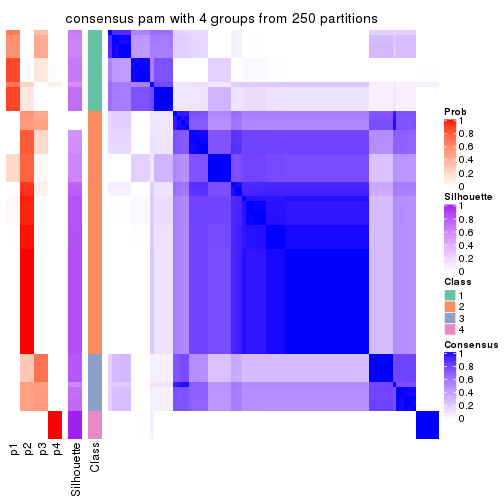 consensus pam with 4 groups from 250 partitions
Prob
1
0.8
0.6
0.4
0.2
0
Silhouette
1
0.8
0.6
0.4
0.2
0
Class
1
2
3
4
Consensus
1
0.8
0.6
0.4
0.2
0
p1
p2
p3
p4
Silhouette
Class